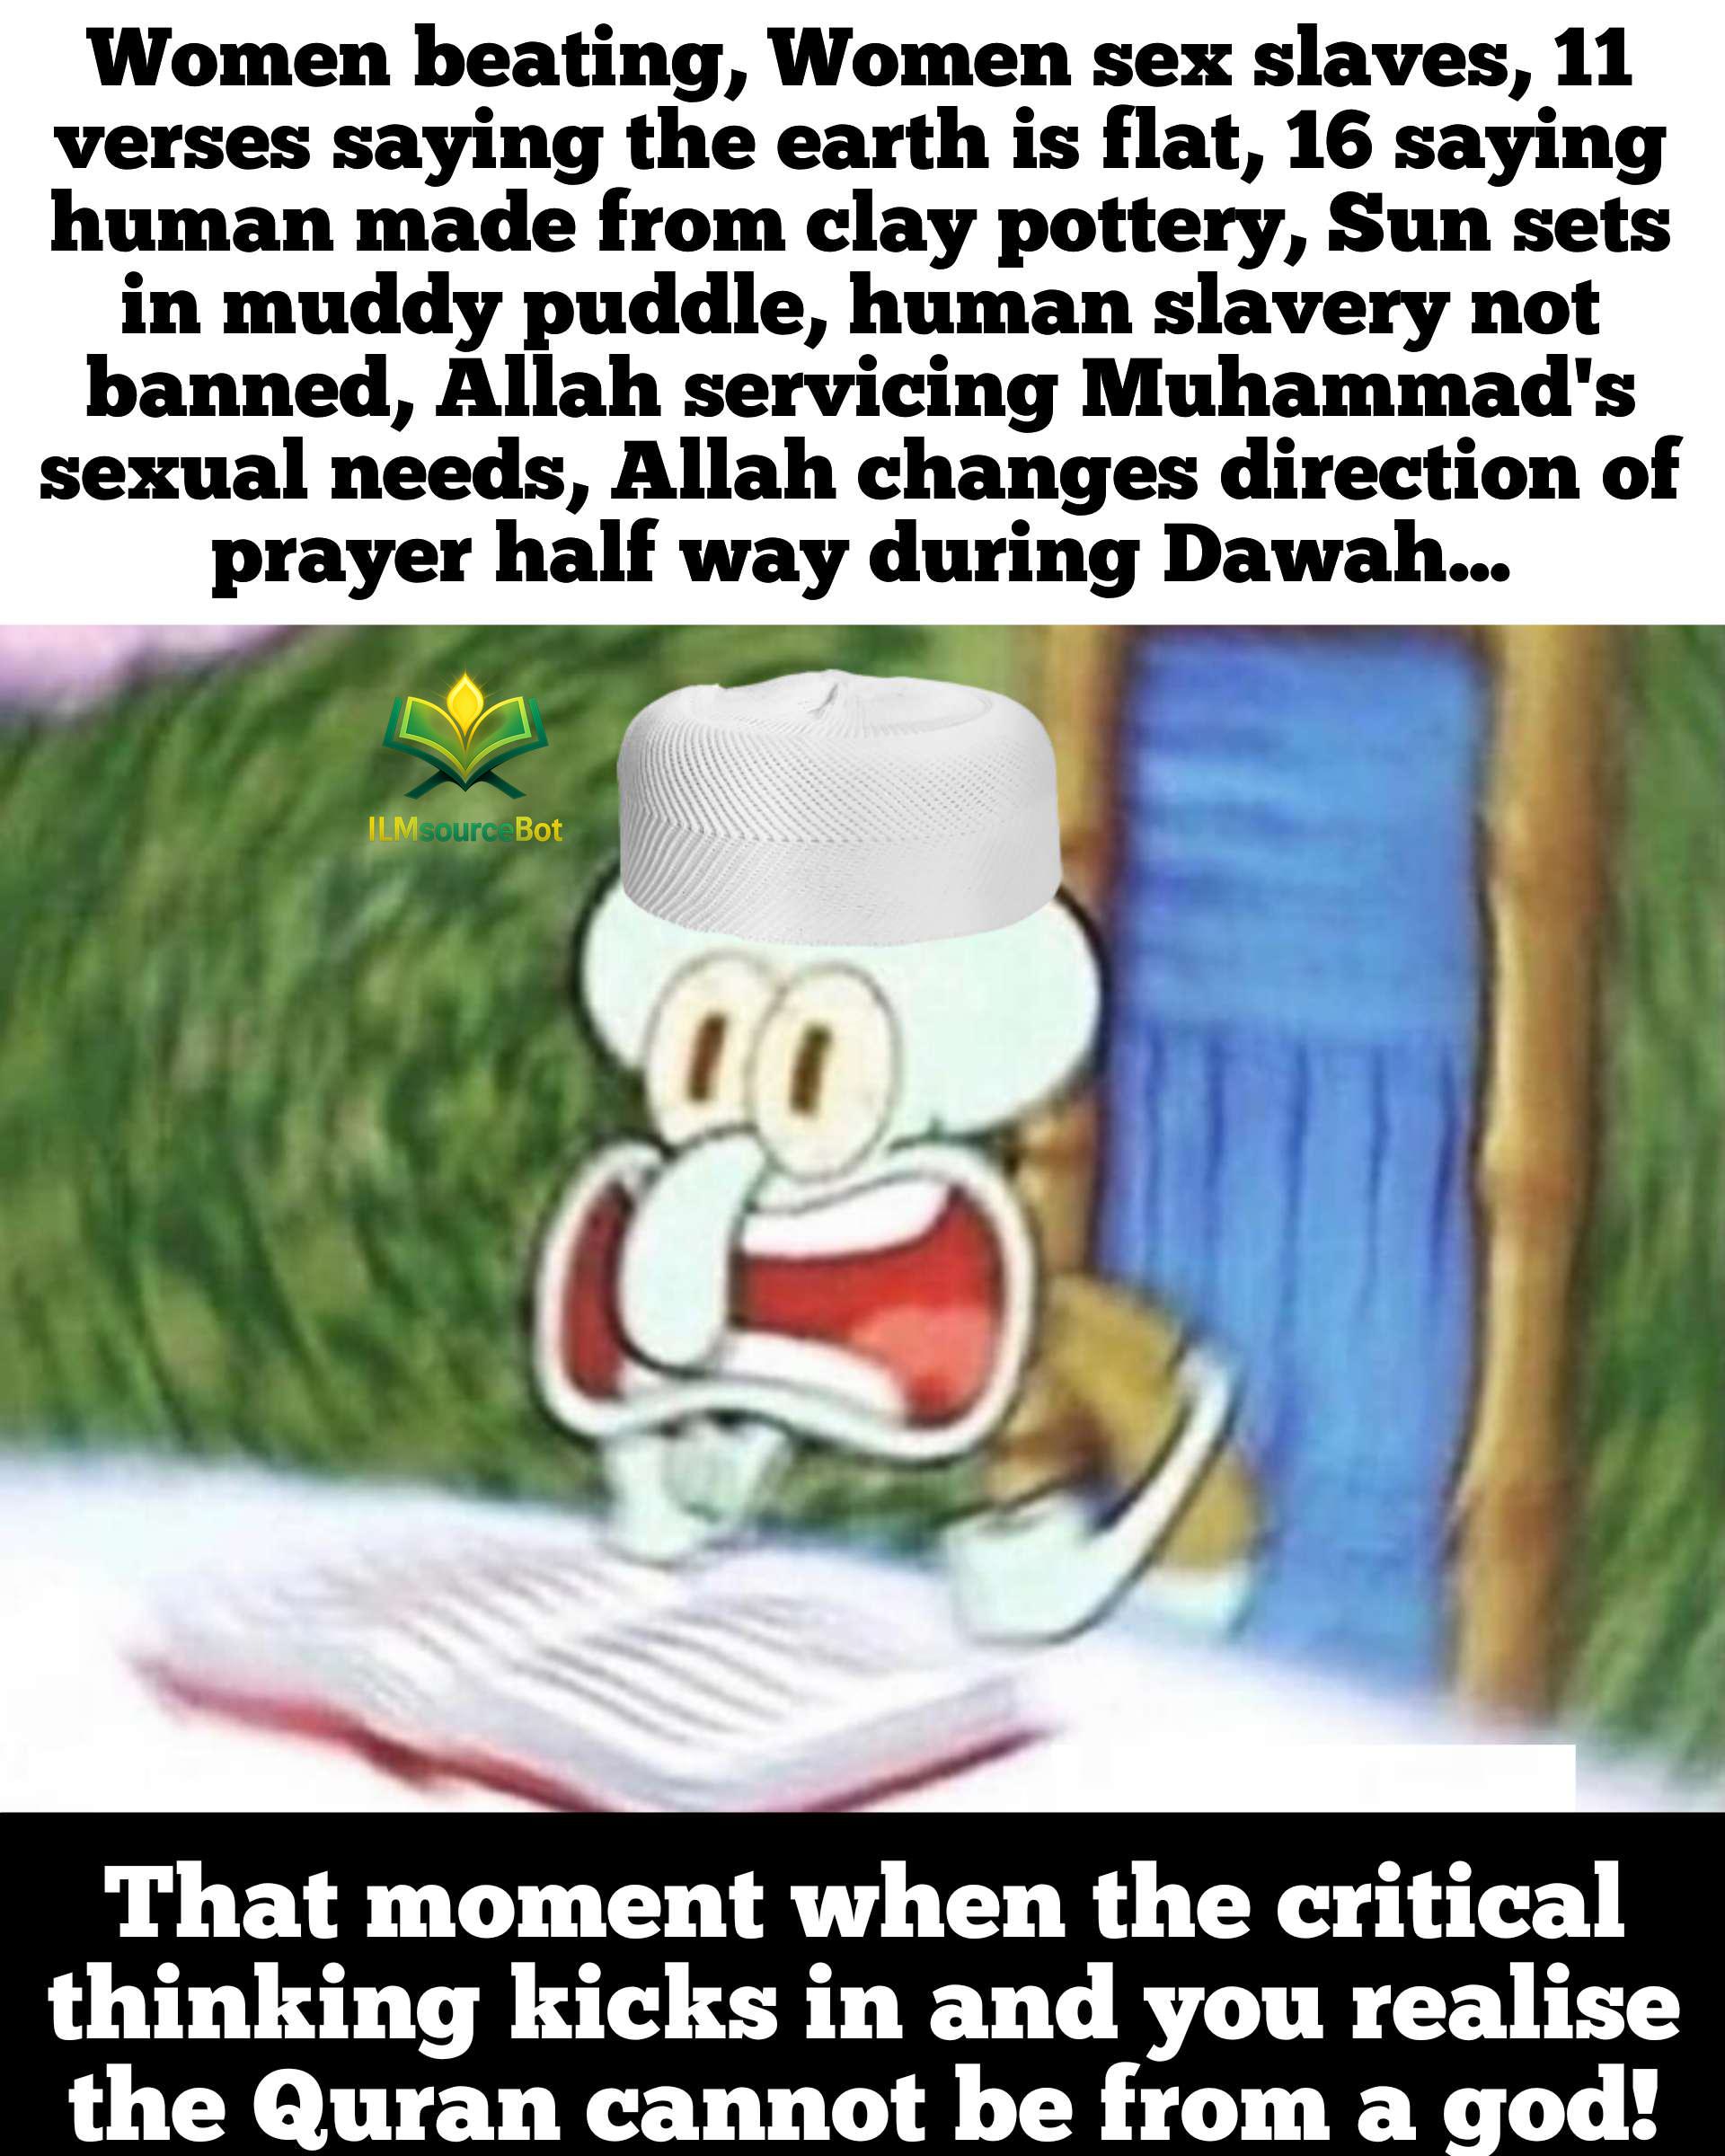 Women beating, Women sex slaves, 11
verses saying the earth is flat, 16 saying
human made from clay pottery, Sun sets
in muddy puddle, human slavery not
banned, Allah servicing Muhammad's
sexual needs, Allah changes direction of
prayer half way during Dawah...
ILMsourceBot
That moment when the critical
thinking kicks in and you realise
the Quran cannot be from a god!